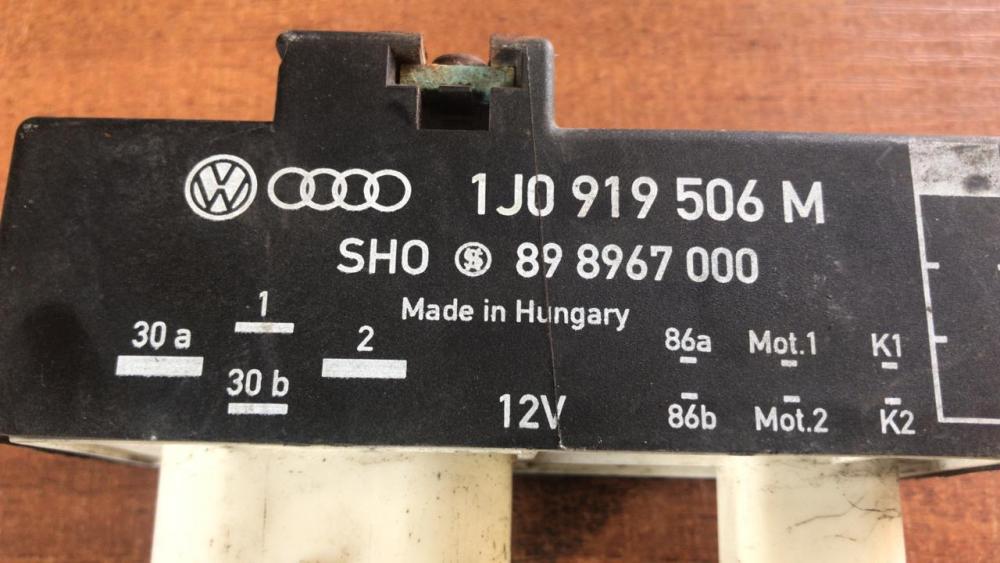 1J0 919 506 M
SHO 89 8967 000
Made in Hungary
1
30 a
2
30 b
12V
86a Mot.1 K1
86b Mot.2 K2